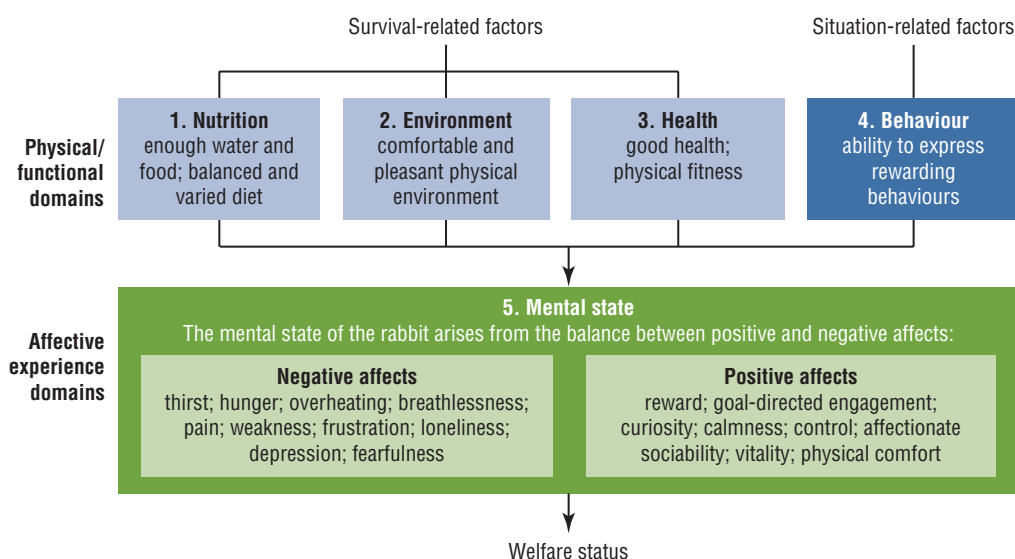 Survival-related factors
Situation-related factors
Physical/
functional
domains
1. Nutrition
enough water and
food; balanced and
varied diet
2. Environment
comfortable and
pleasant physical
environment
3. Health
good health;
physical fitness
4. Behaviour
ability to express
rewarding
behaviours
Affective
experience
domains
5. Mental state
The mental state of the rabbit arises from the balance between positive and negative affects:
Negative affects
thirst; hunger; overheating; breathlessness;
pain; weakness; frustration; loneliness;
depression; fearfulness
Positive affects
reward; goal-directed engagement;
curiosity; calmness; control; affectionate
sociability; vitality; physical comfort
Welfare status